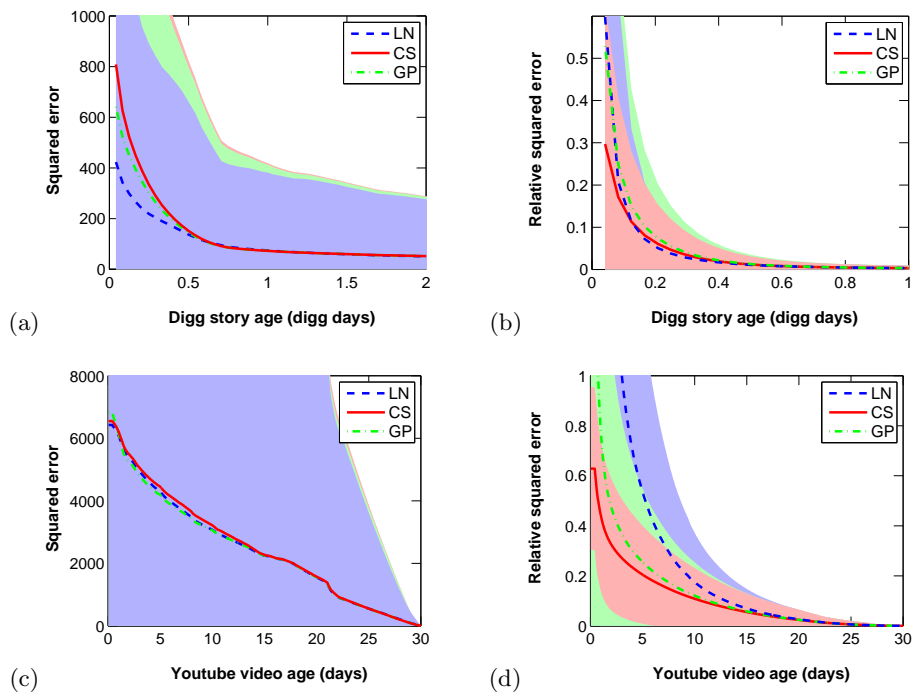 1000
800
600
400
200
0
Squared error
LN
CS
GP
0 0.5 1 1.5 2
Digg story age (digg days)
(a)
0.5
0.4
0.3
0.3
0.1
0
Relative squared error
LN
CS
GP
0 0.2 0.4 0.6 0.8 1
Digg story age (digg days)
(b)
8000
6000
4000
2000
0
Squared error
LN
CS
GP
0 5 10 15 20 25 30
Youtube video age (days)
(c)
1
0.8
0.6
0.4
0.2
0
Relative squared error
LN
CS
GP
0 5 10 15 20 25 30
Youtube video age (days)
(d)